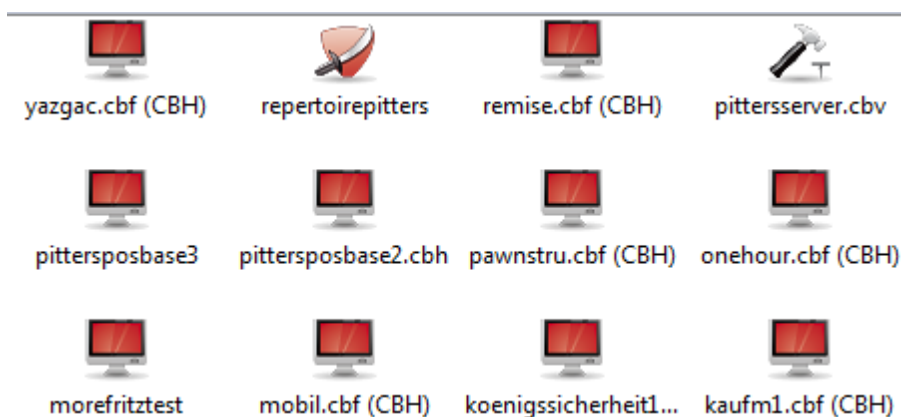 yazgac.cbf (CBH) repertoirepitters remise.cbf (CBH) pittersserver.cbv
pittersposbase3 pittersposbase2.cbh pawnstru.cbf (CBH) onehour.cbf (CBH)
morefritztest mobil.cbf (CBH) koenigssicherheit1... kaufm1.cbf (CBH)